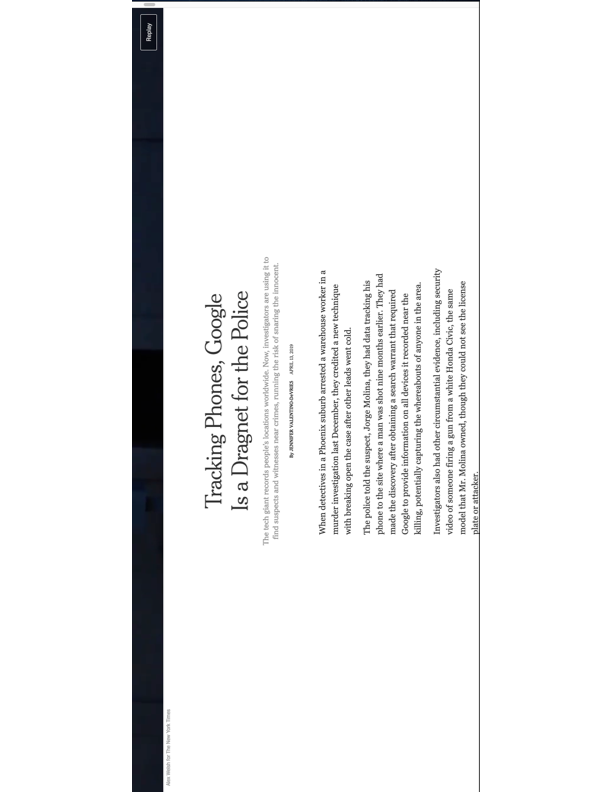 Replay
Alex Welsh for The New York Times
Tracking Phones, Google
Is a Dragnet for the Police
The tech giant records people's locations worldwide. Now, investigators are using it to
find suspects and witnesses near crimes, running the risk of snaring the innocent.
By JENNIFER VALENTINO-DeVRIES APRIL 13, 2019
When detectives in a Phoenix suburb arrested a warehouse worker in a
murder investigation last December, they credited a new technique
with breaking open the case after other leads went cold.
The police told the suspect, Jorge Molina, they had data tracking his
phone to the site where a man was shot nine months earlier. They had
made the discovery after obtaining a search warrant that required
Google to provide information on all devices it recorded near the
killing, potentially capturing the whereabouts of anyone in the area.
Investigators also had other circumstantial evidence, including security
video of someone firing a gun from a white Honda Civic, the same
model that Mr. Molina owned, though they could not see the license
plate or attacker.